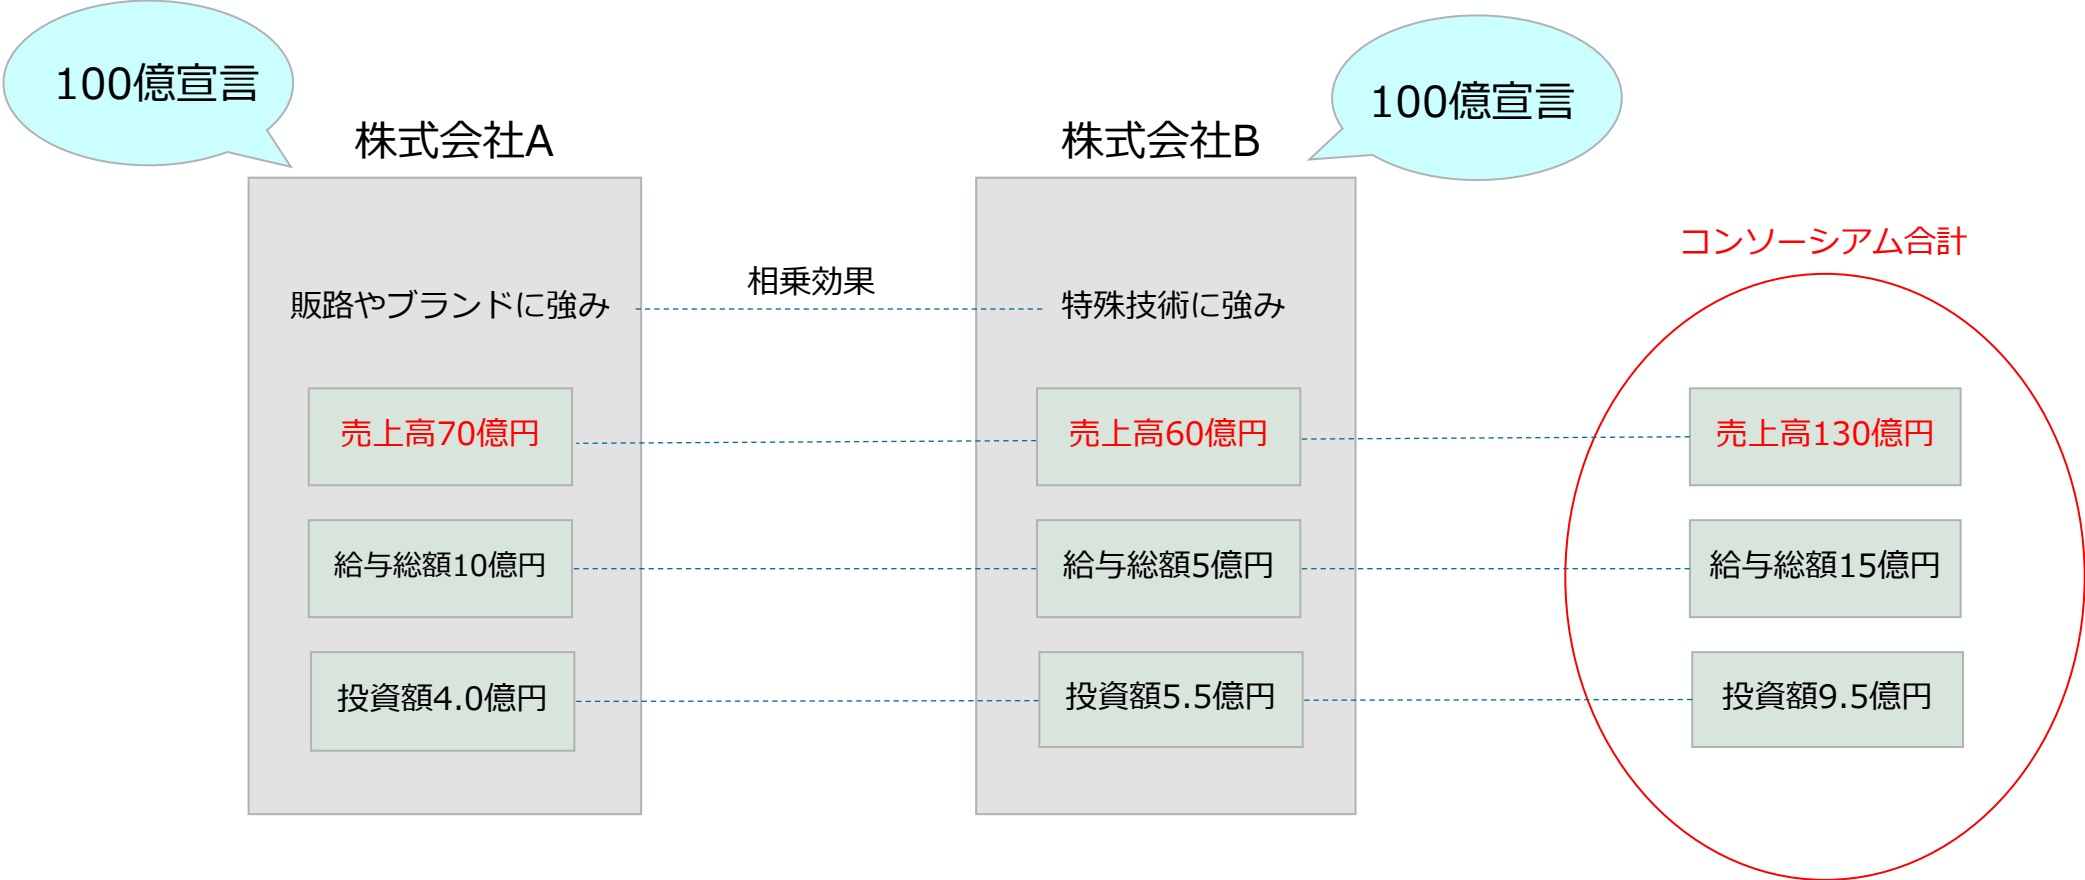 100億宣言
100億宣言
株式会社A
株式会社B
コンソーシアム合計
販路やブランドに強み
相乗効果
特殊技術に強み
売上高70億円
売上高60億円
売上高130億円
給与総額10億円
給与総額5億円
給与総額15億円
投資額4.0億円
投資額5.5億円
投資額9.5億円